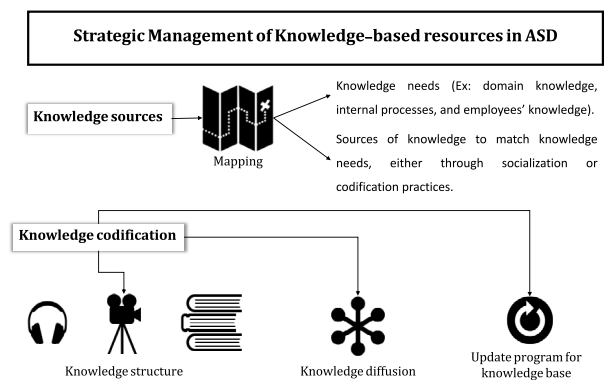 Strategic Management of Knowledge–based resources in ASD
Knowledge sources
Mapping
Knowledge needs (Ex: domain knowledge,
internal processes, and employees’ knowledge).
Sources of knowledge to match knowledge
needs, either through socialization or
codification practices.
Knowledge codification
Knowledge structure
Knowledge diffusion
Update program for
knowledge base